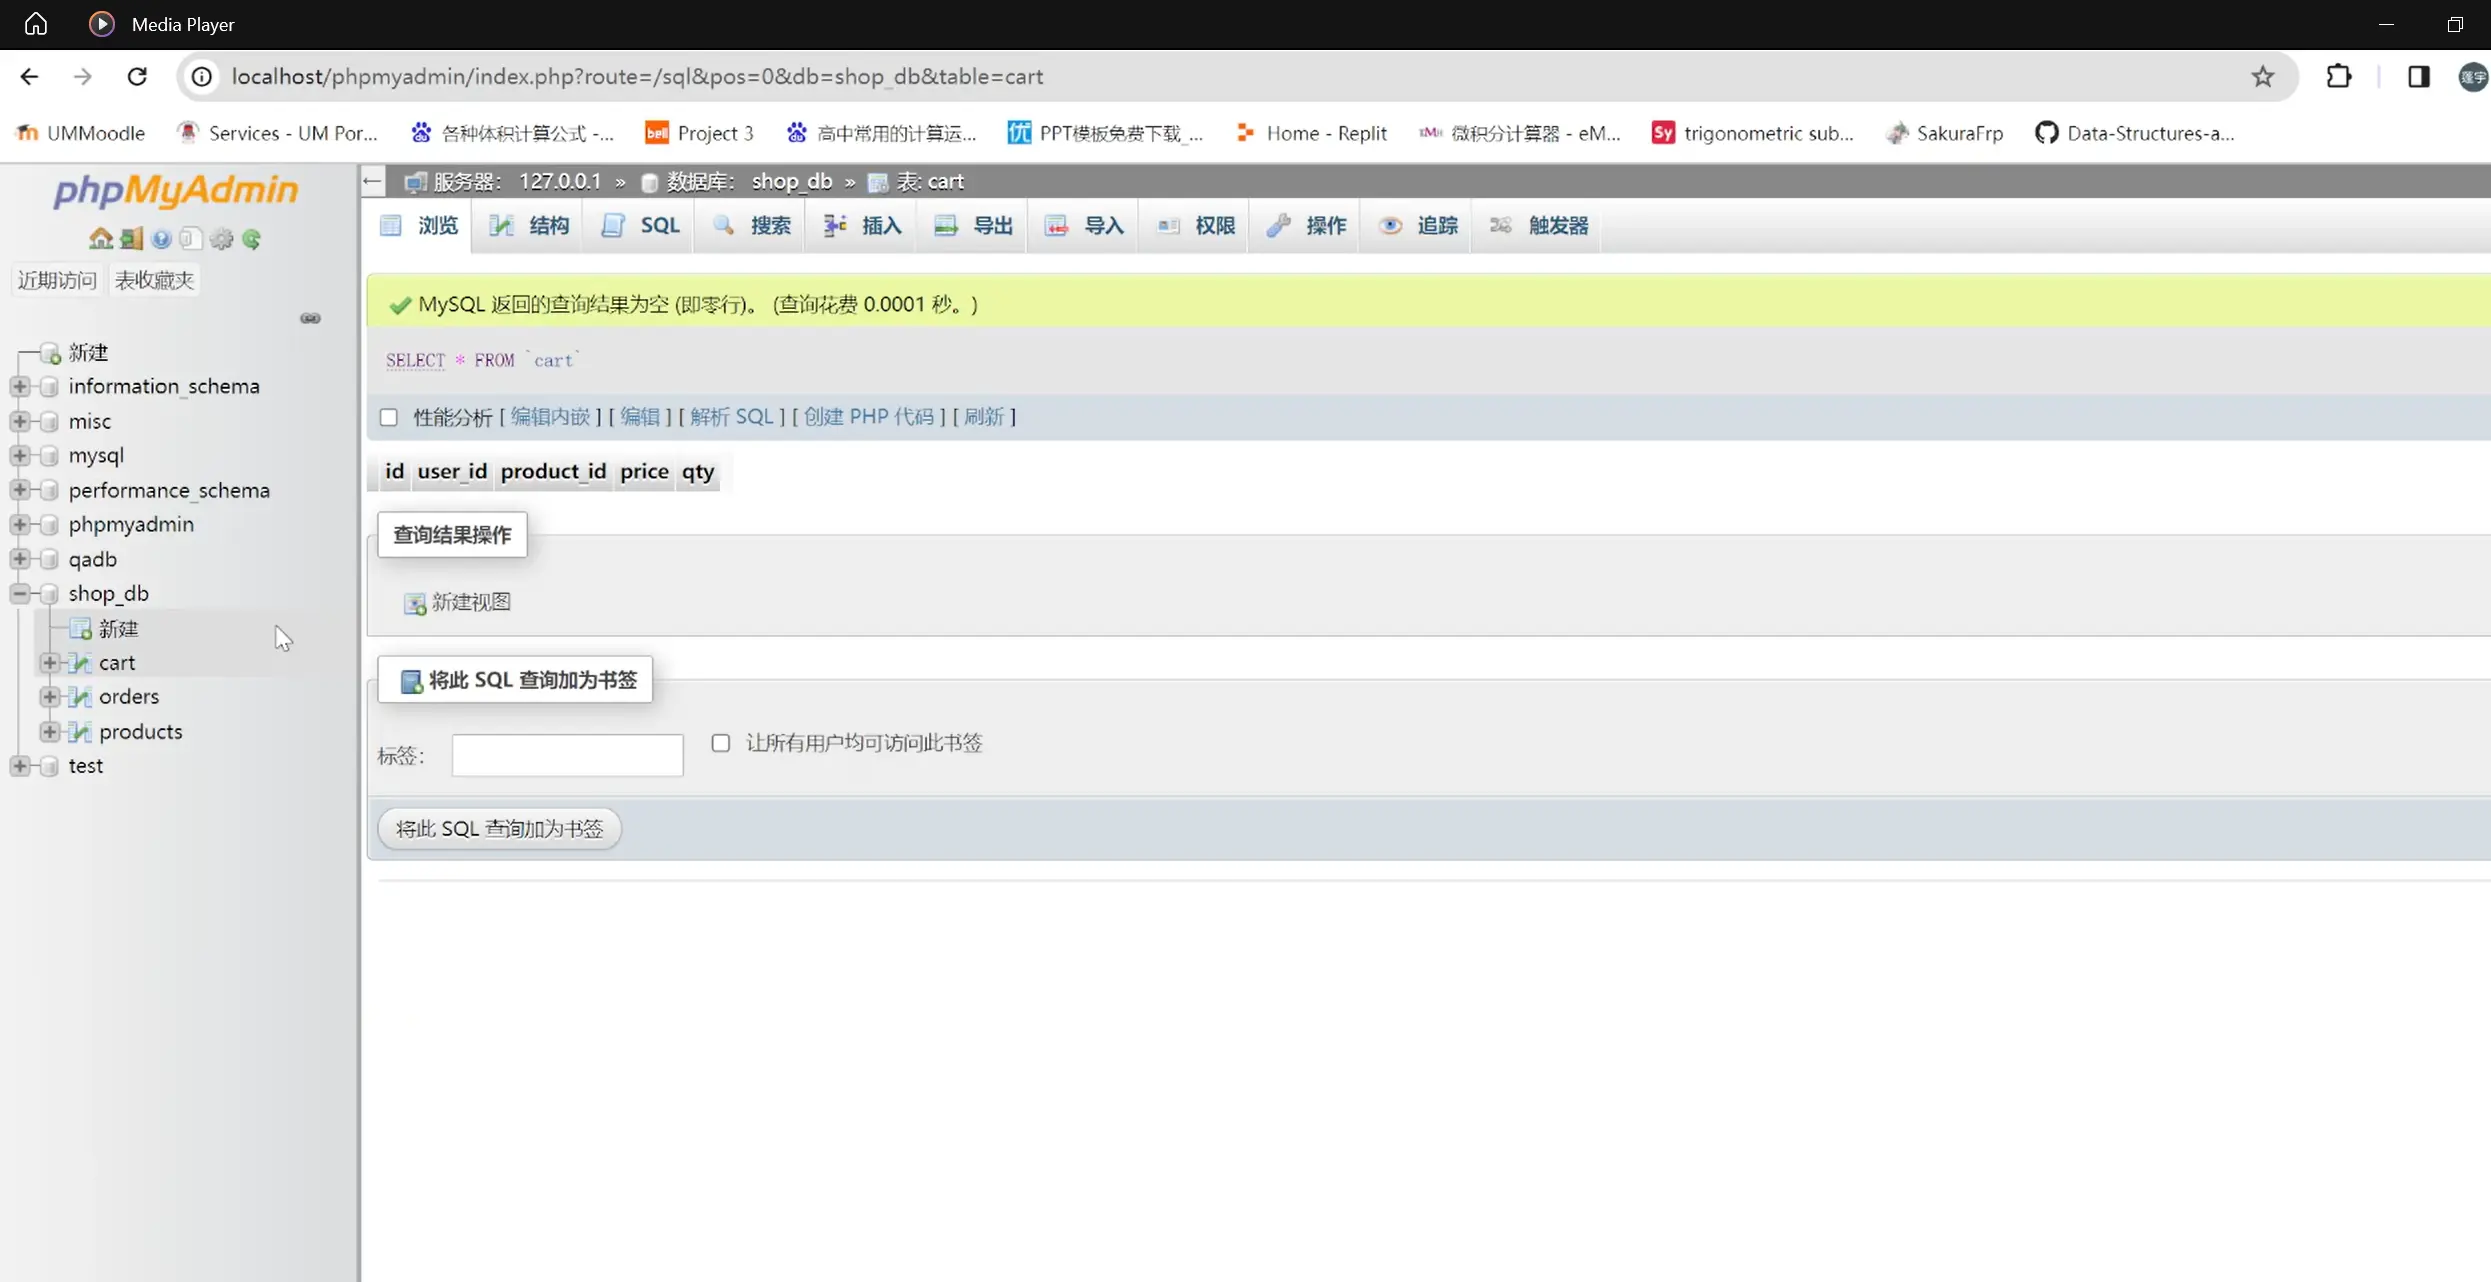 Media Player
localhost/phpmyadmin/index.php?route=/sql&pos=0&db=shop_db&table=cart
UMMoodle Services - UM Por... 各种体积计算公式 -... Project 3 高中常用的计算运... PPT模板免费下载_... Home - Replit 微积分计算器 - eM... trigonometric sub... SakuraFrp Data-Structures-a...
phpMyAdmin
近期访问 表收藏夹
新建
information_schema
misc
mysql
performance_schema
phpmyadmin
qadb
shop_db
新建
cart
orders
products
test
服务器: 127.0.0.1 » 数据库: shop_db » 表: cart
浏览 结构 SQL 搜索 插入 导出 导入 权限 操作 追踪 触发器
MySQL 返回的查询结果为空 (即零行)。 (查询花费 0.0001 秒。)
SELECT * FROM `cart`
性能分析 [ 编辑内嵌 ] [ 编辑 ] [ 解析 SQL ] [ 创建 PHP 代码 ] [ 刷新 ]
id user_id product_id price qty
查询结果操作
新建视图
将此 SQL 查询加为书签
标签: 让所有用户均可访问此书签
将此 SQL 查询加为书签